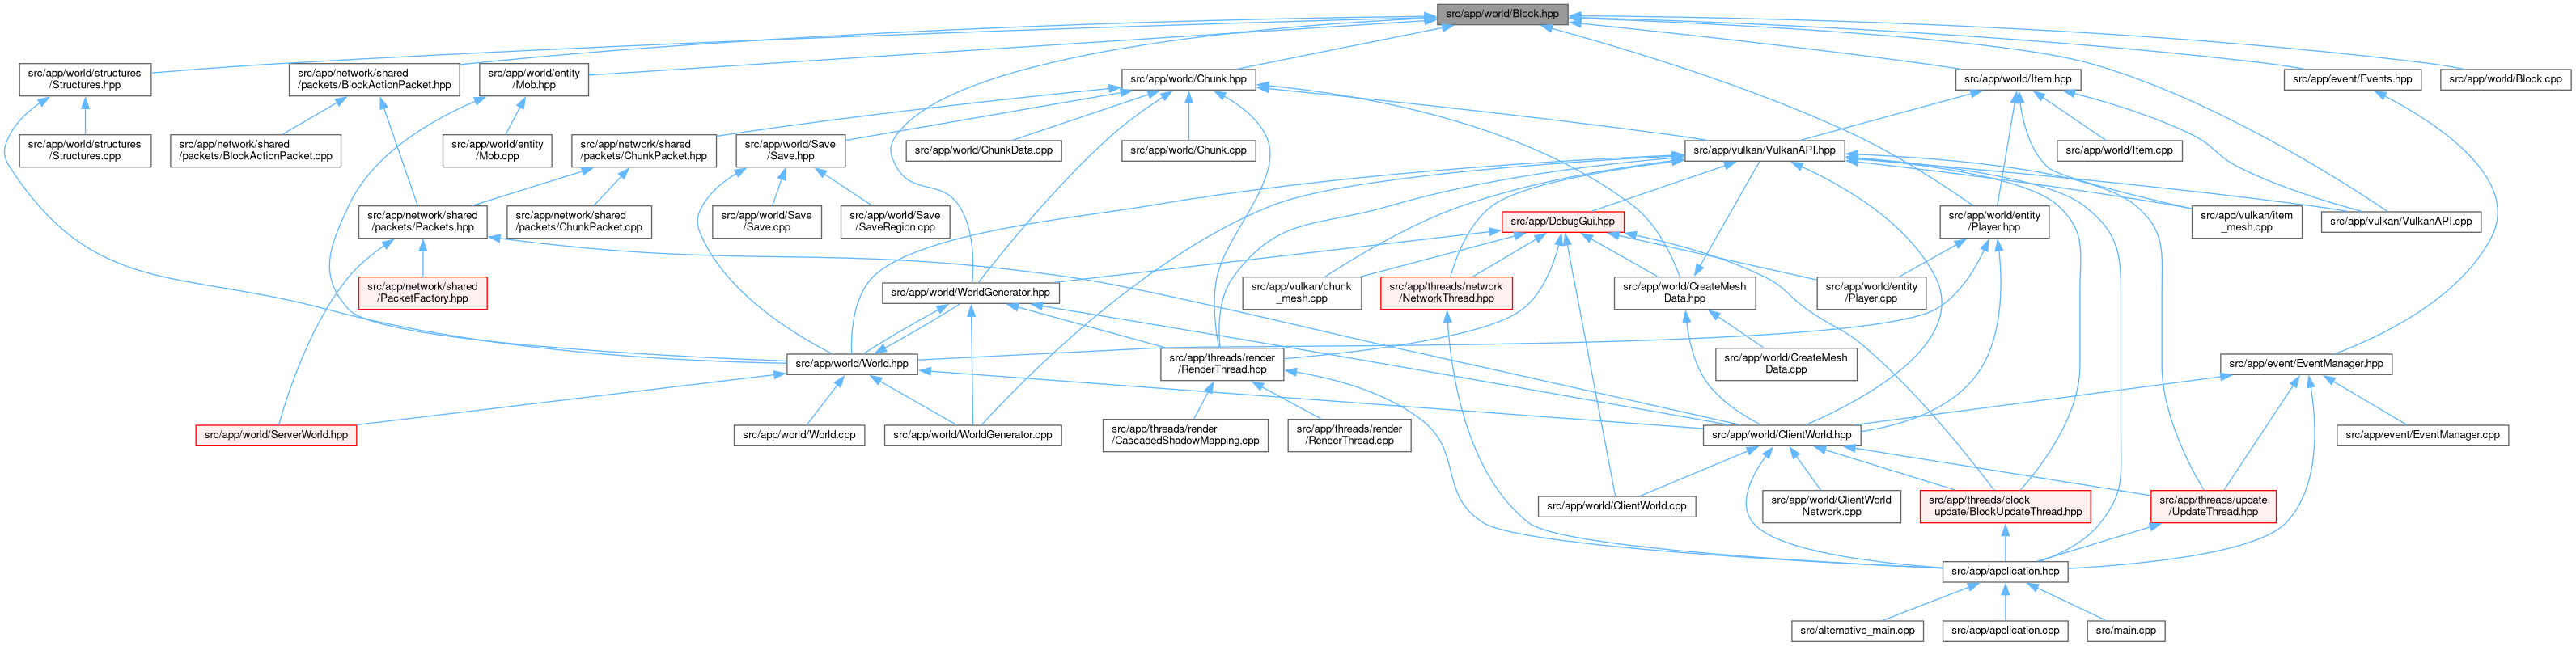 src/app/world/Block.hpp
src/app/world/structures
/Structures.hpp
src/app/network/shared
/packets/BlockActionPacket.hpp
src/app/world/entity
/Mob.hpp
src/app/world/Chunk.hpp
src/app/world/Item.hpp
src/app/event/Events.hpp
src/app/world/Block.cpp
src/app/world/structures
/Structures.cpp
src/app/network/shared
/packets/BlockActionPacket.cpp
src/app/world/entity
/Mob.cpp
src/app/network/shared
/packets/ChunkPacket.hpp
src/app/world/Save
/Save.hpp
src/app/world/ChunkData.cpp
src/app/world/Chunk.cpp
src/app/vulkan/VulkanAPI.hpp
src/app/world/Item.cpp
src/app/network/shared
/packets/Packets.hpp
src/app/network/shared
/packets/ChunkPacket.cpp
src/app/world/Save
/Save.cpp
src/app/world/Save
/SaveRegion.cpp
src/app/DebugGui.hpp
src/app/world/entity
/Player.hpp
src/app/vulkan/item
_mesh.cpp
src/app/vulkan/VulkanAPI.cpp
src/app/network/shared
/PacketFactory.hpp
src/app/world/WorldGenerator.hpp
src/app/vulkan/chunk
_mesh.cpp
src/app/threads/network
/NetworkThread.hpp
src/app/world/CreateMesh
Data.hpp
src/app/world/entity
/Player.cpp
src/app/world/World.hpp
src/app/threads/render
/RenderThread.hpp
src/app/world/CreateMesh
Data.cpp
src/app/event/EventManager.hpp
src/app/world/ServerWorld.hpp
src/app/world/World.cpp
src/app/world/WorldGenerator.cpp
src/app/threads/render
/CascadedShadowMapping.cpp
src/app/threads/render
/RenderThread.cpp
src/app/world/ClientWorld.hpp
src/app/event/EventManager.cpp
src/app/world/ClientWorld.cpp
src/app/world/ClientWorld
Network.cpp
src/app/threads/block
_update/BlockUpdateThread.hpp
src/app/threads/update
/UpdateThread.hpp
src/app/application.hpp
src/alternative_main.cpp
src/app/application.cpp
src/main.cpp